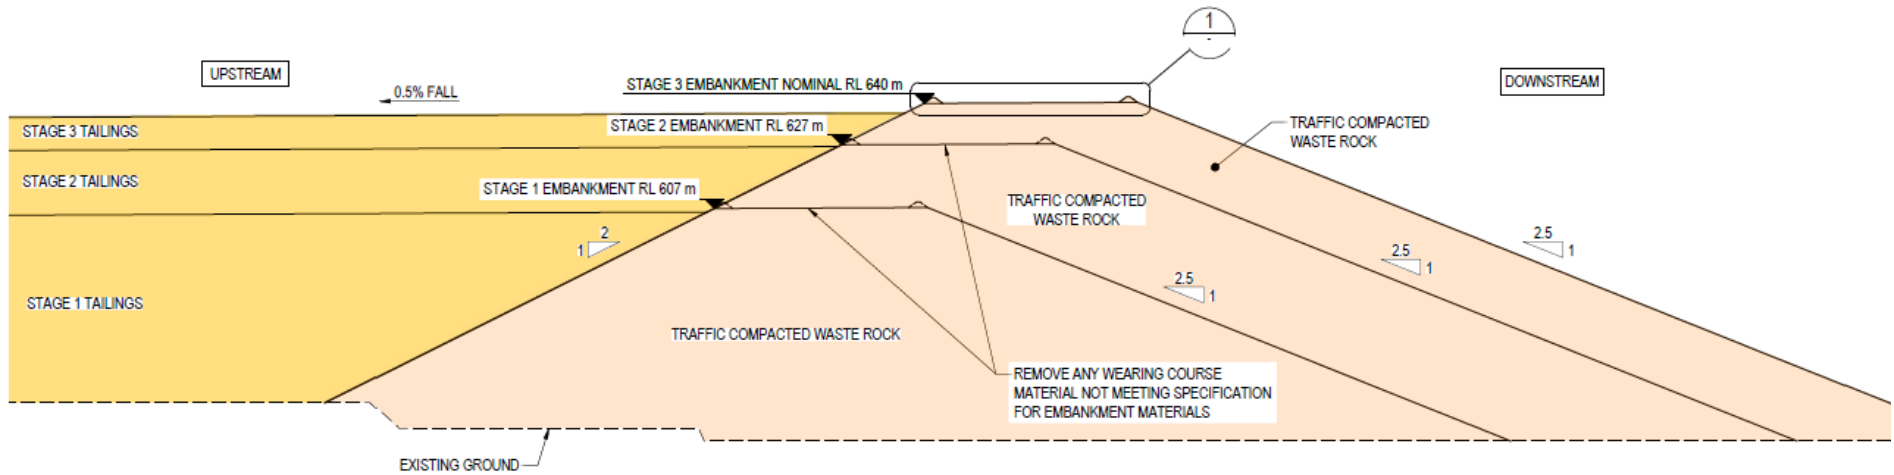 1
-
UPSTREAM
STAGE 3 EMBANKMENT NOMINAL RL 640 m
DOWNSTREAM
0.5% FALL
STAGE 3 TAILINGS
STAGE 2 EMBANKMENT RL 627 m
TRAFFIC COMPACTED
WASTE ROCK
STAGE 2 TAILINGS
STAGE 1 EMBANKMENT RL 607 m
TRAFFIC COMPACTED
WASTE ROCK
2
1
2.5
1
2.5
1
2.5
1
STAGE 1 TAILINGS
TRAFFIC COMPACTED WASTE ROCK
REMOVE ANY WEARING COURSE
MATERIAL NOT MEETING SPECIFICATION
FOR EMBANKMENT MATERIALS
EXISTING GROUND